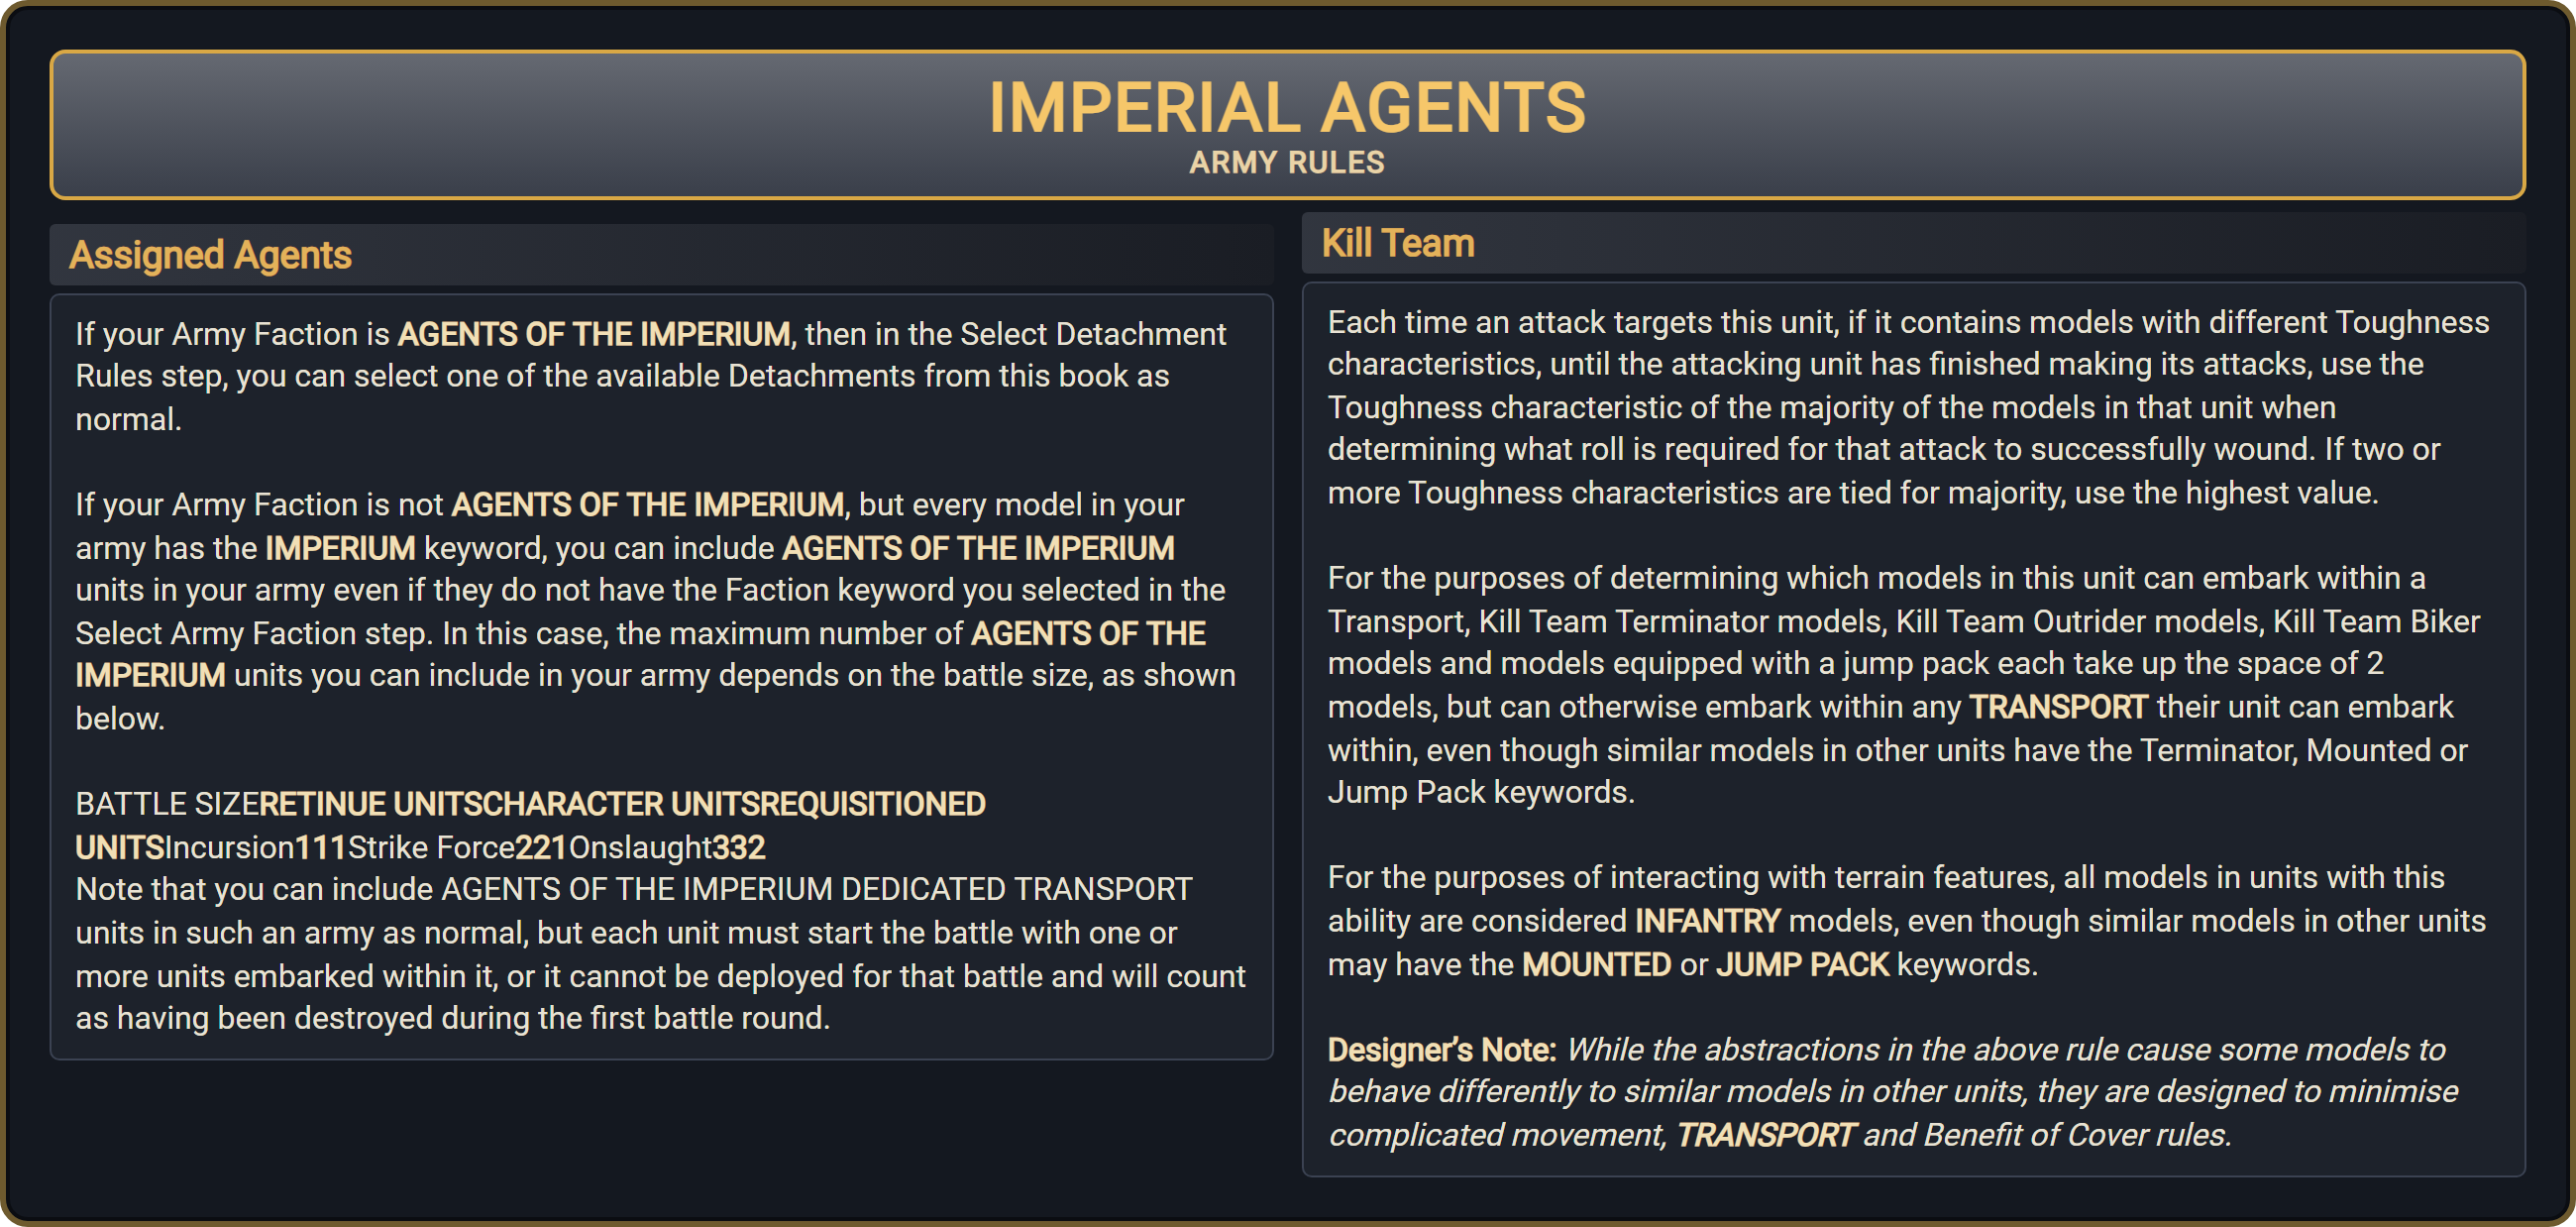 IMPERIAL AGENTS
ARMY RULES
Assigned Agents
If your Army Faction is AGENTS OF THE IMPERIUM, then in the Select Detachment
Rules step, you can select one of the available Detachments from this book as
normal.
If your Army Faction is not AGENTS OF THE IMPERIUM, but every model in your
army has the IMPERIUM keyword, you can include AGENTS OF THE IMPERIUM
units in your army even if they do not have the Faction keyword you selected in the
Select Army Faction step. In this case, the maximum number of AGENTS OF THE
IMPERIUM units you can include in your army depends on the battle size, as shown
below.
BATTLE SIZERETINUE UNITSCHARACTER UNITSREQUISITIONED
UNITSIncursion111Strike Force221Onslaught332
Note that you can include AGENTS OF THE IMPERIUM DEDICATED TRANSPORT
units in such an army as normal, but each unit must start the battle with one or
more units embarked within it, or it cannot be deployed for that battle and will count
as having been destroyed during the first battle round.
Kill Team
Each time an attack targets this unit, if it contains models with different Toughness
characteristics, until the attacking unit has finished making its attacks, use the
Toughness characteristic of the majority of the models in that unit when
determining what roll is required for that attack to successfully wound. If two or
more Toughness characteristics are tied for majority, use the highest value.
For the purposes of determining which models in this unit can embark within a
Transport, Kill Team Terminator models, Kill Team Outrider models, Kill Team Biker
models and models equipped with a jump pack each take up the space of 2
models, but can otherwise embark within any TRANSPORT their unit can embark
within, even though similar models in other units have the Terminator, Mounted or
Jump Pack keywords.
For the purposes of interacting with terrain features, all models in units with this
ability are considered INFANTRY models, even though similar models in other units
may have the MOUNTED or JUMP PACK keywords.
Designer’s Note: While the abstractions in the above rule cause some models to
behave differently to similar models in other units, they are designed to minimise
complicated movement, TRANSPORT and Benefit of Cover rules.